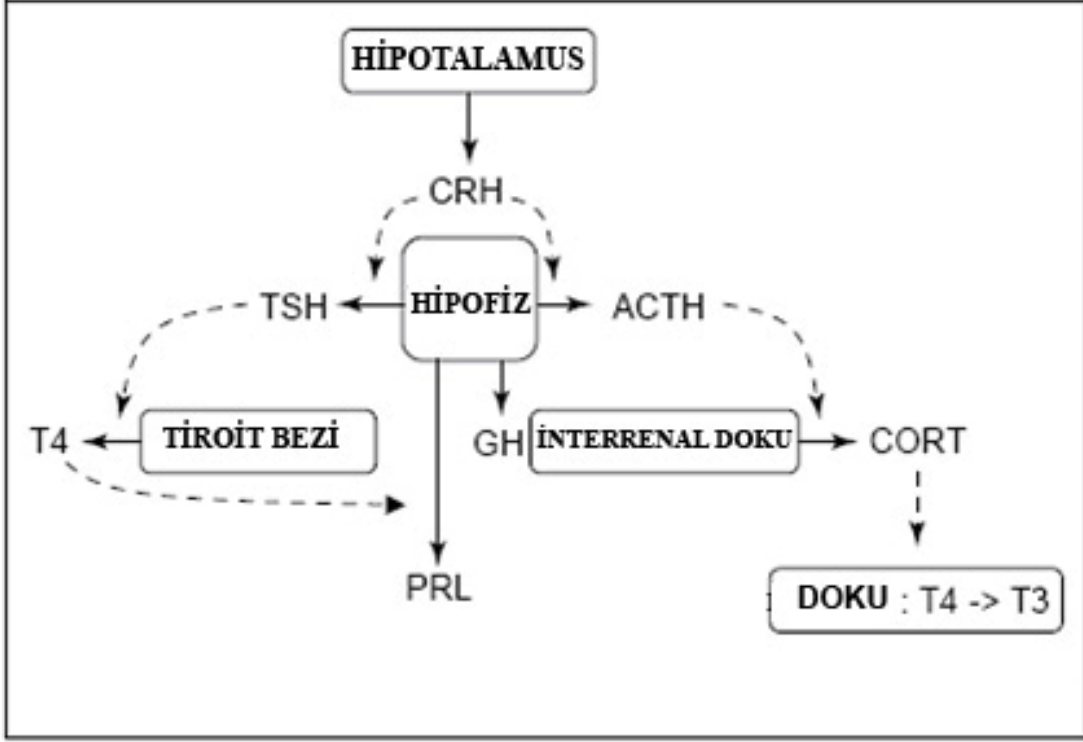 HİPOTALAMUS
CRH
TSH
HİPOFİZ
ACTH
T4
TİROİT BEZİ
GH
İNTERRENAL DOKU
CORT
PRL
DOKU : T4 -> T3